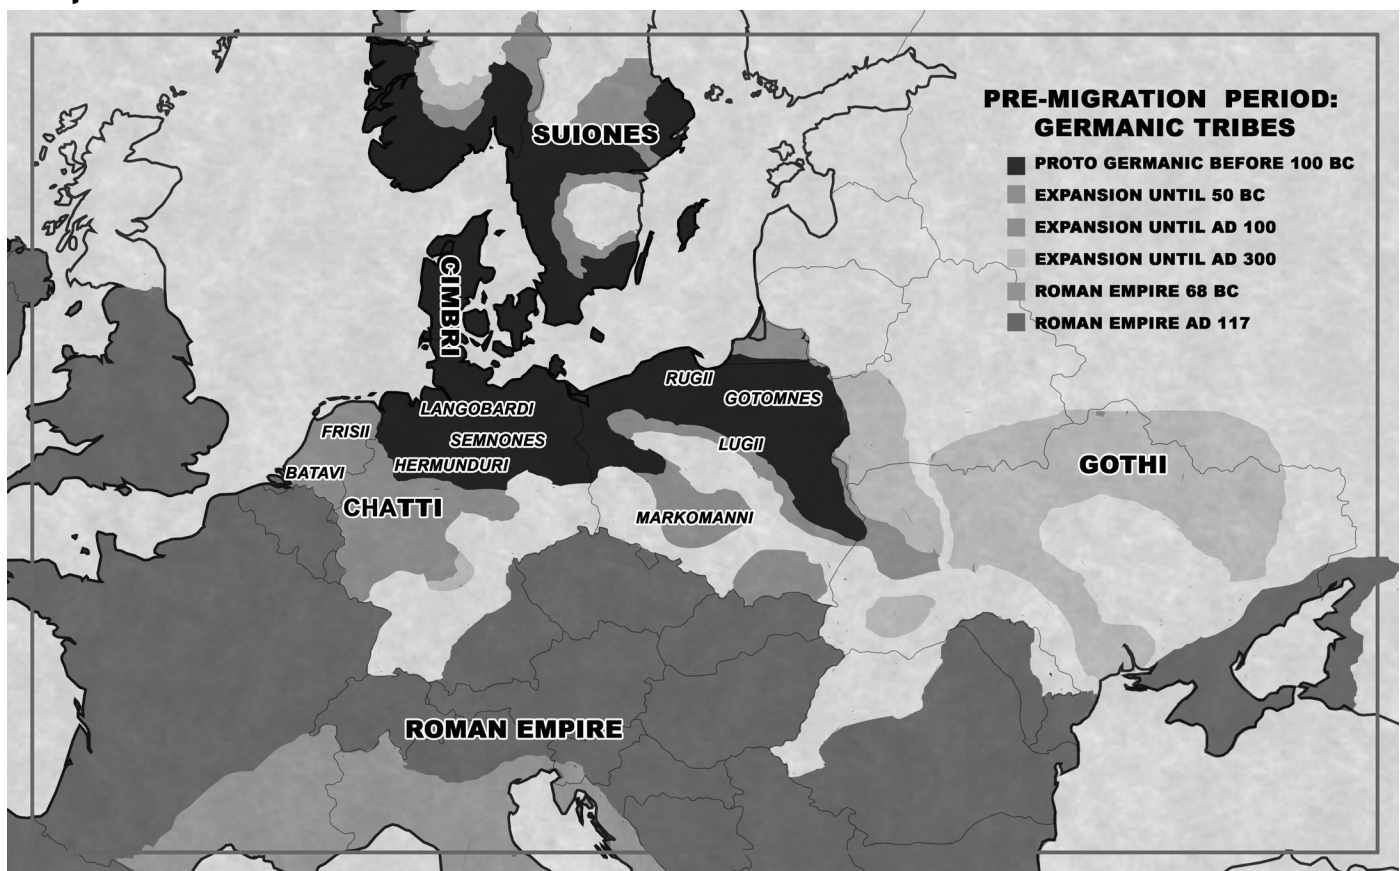 PRE-MIGRATION PERIOD:
GERMANIC TRIBES
PROTO GERMANIC BEFORE 100 BC
EXPANSION UNTIL 50 BC
EXPANSION UNTIL AD 100
EXPANSION UNTIL AD 300
ROMAN EMPIRE 68 BC
ROMAN EMPIRE AD 117
SUIONES
CIMBRI
RUGII
GOTOMNES
LANGOBARDI
FRISII
SEMNONES
LUGII
HERMUNDURI
BATAVI
GOTHI
CHATTI
MARKOMANNI
ROMAN EMPIRE